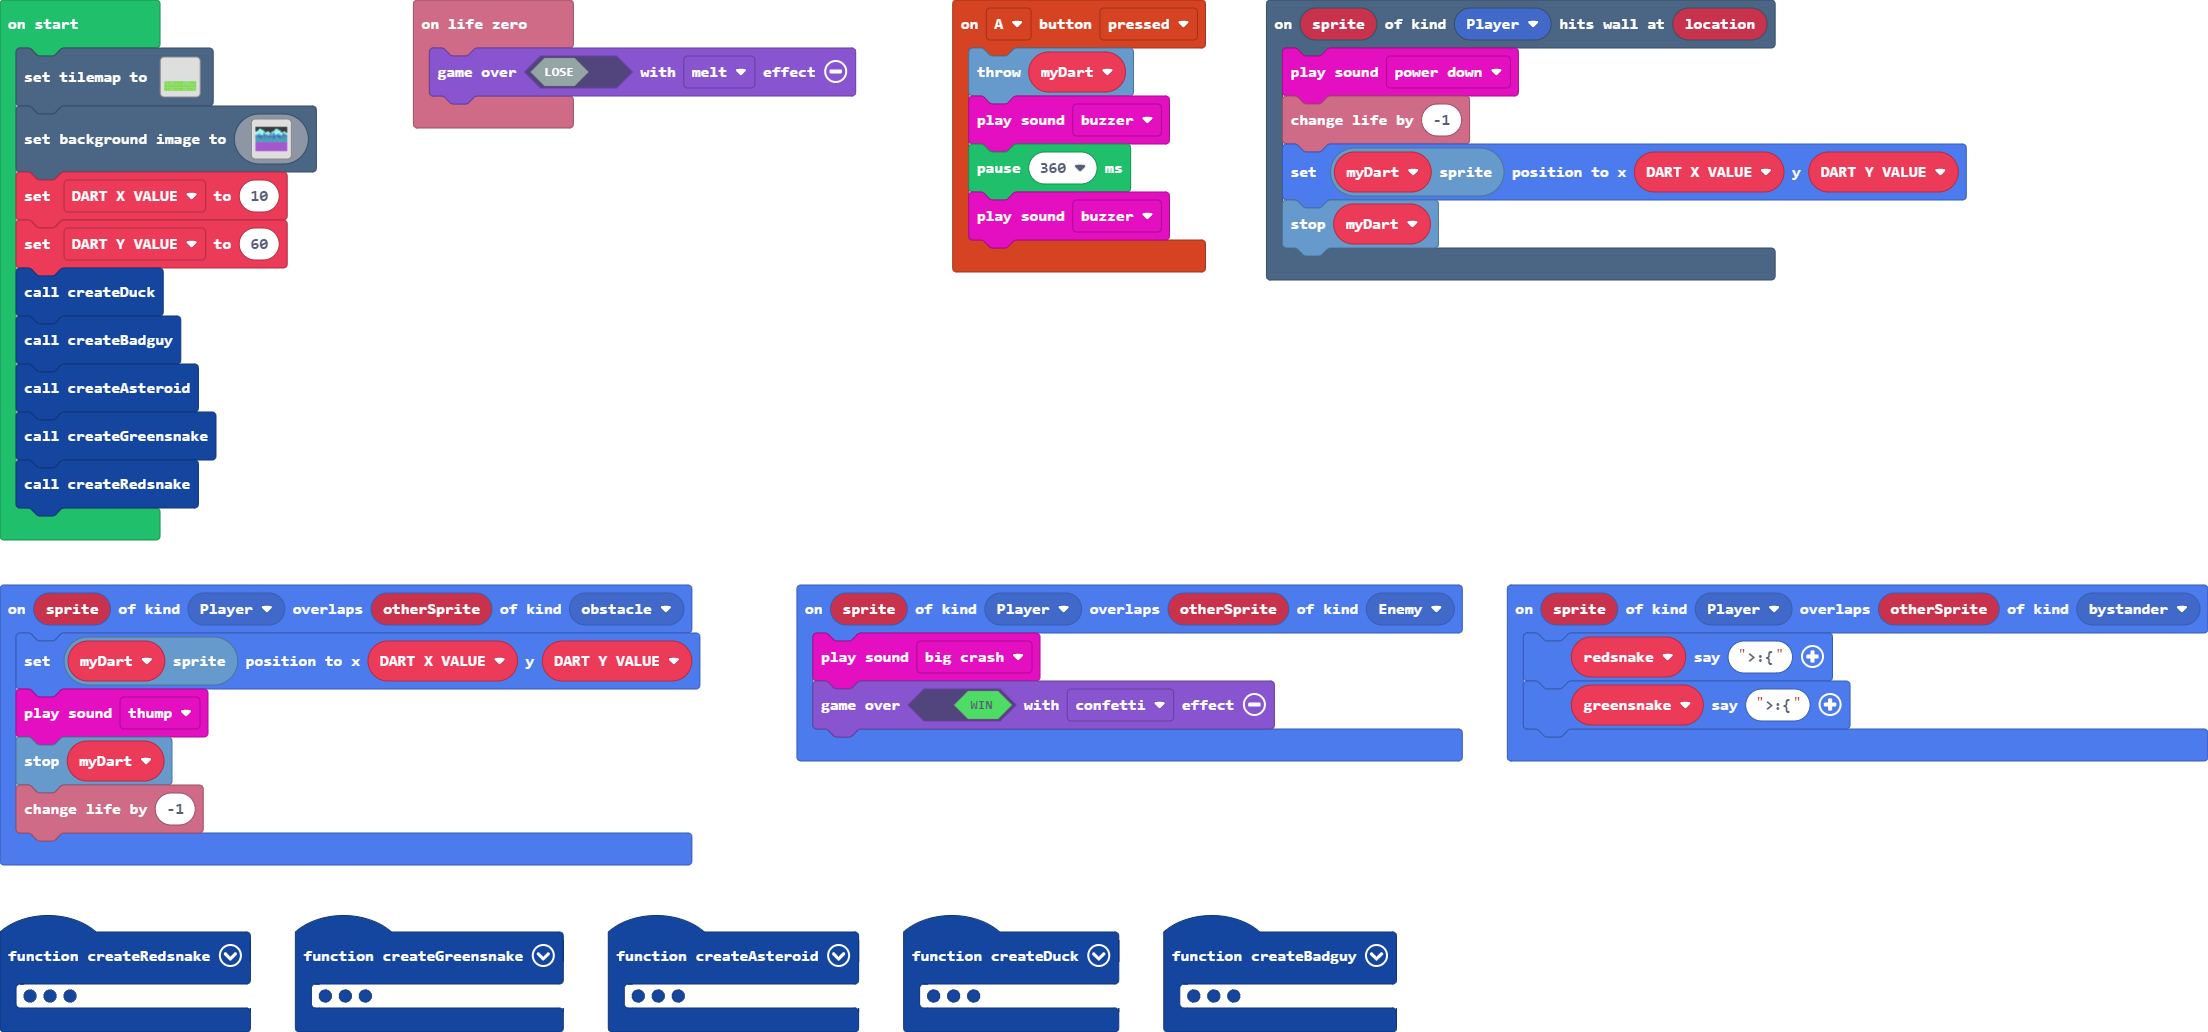 on start
set tilemap to
set background image to
set DART X VALUE to 10
set DART Y VALUE to 60
call createDuck
call createBadguy
call createAsteroid
call createGreensnake
call createRedsnake
on life zero
game over LOSE with melt effect
on A button pressed
throw myDart
play sound buzzer
pause 360 ms
play sound buzzer
on sprite of kind Player hits wall at location
play sound power down
change life by -1
set myDart sprite position to x DART X VALUE y DART Y VALUE
stop myDart
on sprite of kind Player overlaps otherSprite of kind obstacle
set myDart sprite position to x DART X VALUE y DART Y VALUE
play sound thump
stop myDart
change life by -1
on sprite of kind Player overlaps otherSprite of kind Enemy
play sound big crash
game over WIN with confetti effect
on sprite of kind Player overlaps otherSprite of kind bystander
redsnake say ">:{"
greensnake say ">:{"
function createRedsnake
function createGreensnake
function createAsteroid
function createDuck
function createBadguy